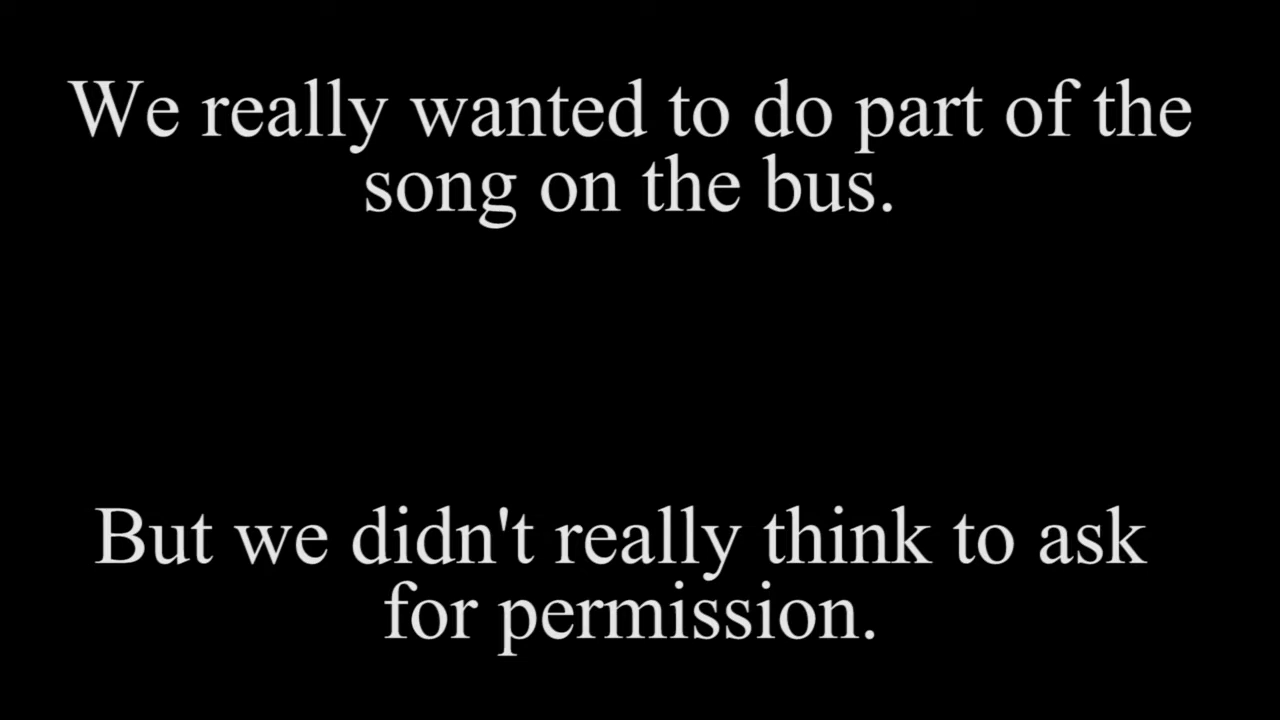 We really wanted to do part of the
song on the bus.
But we didn't really think to ask
for permission.